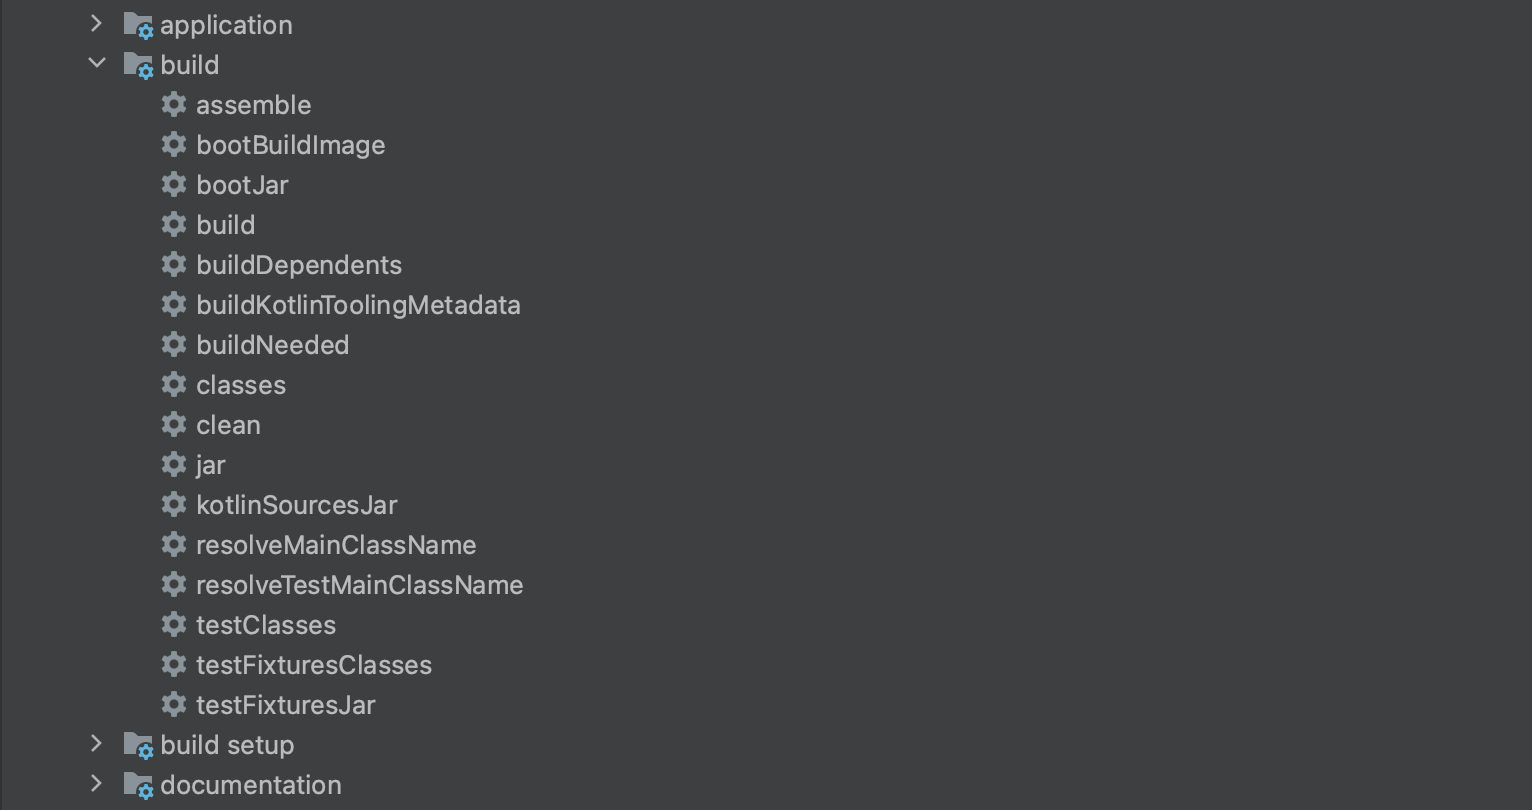 application
build
assemble
bootBuildImage
bootJar
build
buildDependents
buildKotlinToolingMetadata
buildNeeded
classes
clean
jar
kotlinSourcesJar
resolveMainClassName
resolveTestMainClassName
testClasses
testFixturesClasses
testFixturesJar
build setup
documentation